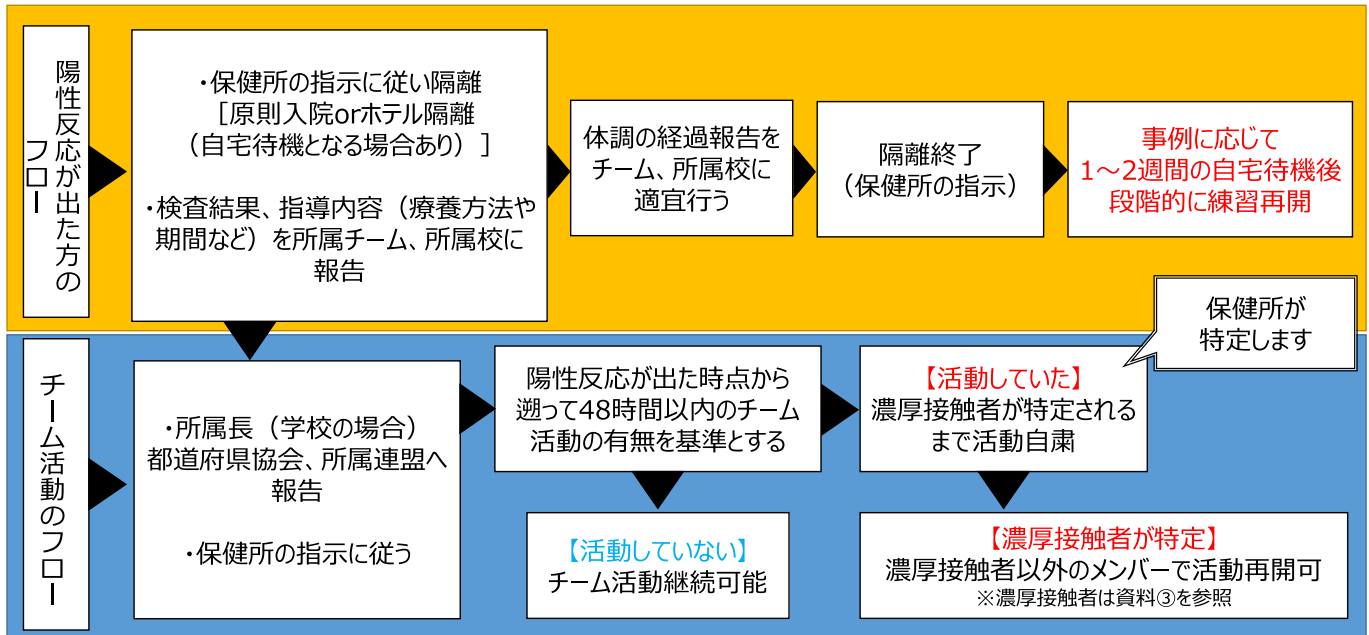 陽性反応が出た方の
フロー
・保健所の指示に従い隔離
［原則入院orホテル隔離
（自宅待機となる場合あり）］
・検査結果、指導内容（療養方法や
期間など）を所属チーム、所属校に
報告
体調の経過報告を
チーム、所属校に
適宜行う
隔離終了
（保健所の指示）
事例に応じて
1～2週間の自宅待機後
段階的に練習再開
チーム活動のフロー
・所属長（学校の場合）
都道府県協会、所属連盟へ
報告
・保健所の指示に従う
陽性反応が出た時点から
遡って48時間以内のチーム
活動の有無を基準とする
【活動していない】
チーム活動継続可能
【活動していた】
濃厚接触者が特定される
まで活動自粛
保健所が
特定します
【濃厚接触者が特定】
濃厚接触者以外のメンバーで活動再開可
※濃厚接触者は資料③を参照